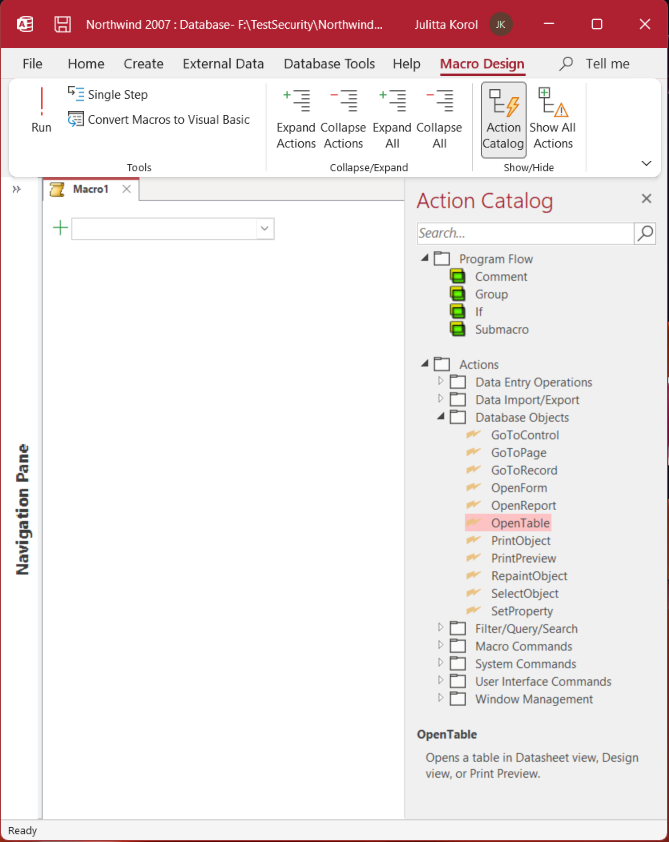 Northwind 2007 : Database- F:\TestSecurity\Northwind... Julitta Korol JK
File Home Create External Data Database Tools Help Macro Design Tell me
Run
Single Step
Convert Macros to Visual Basic
Tools
Expand Actions
Collapse Actions
Expand All
Collapse All
Collapse/Expand
Action Catalog
Show All Actions
Show/Hide
Macro1
Navigation Pane
Action Catalog
Search...
Program Flow
Comment
Group
If
Submacro
Actions
Data Entry Operations
Data Import/Export
Database Objects
GoToControl
GoToPage
GoToRecord
OpenForm
OpenReport
OpenTable
PrintObject
PrintPreview
RepaintObject
SelectObject
SetProperty
Filter/Query/Search
Macro Commands
System Commands
User Interface Commands
Window Management
OpenTable
Opens a table in Datasheet view, Design
view, or Print Preview.
Ready